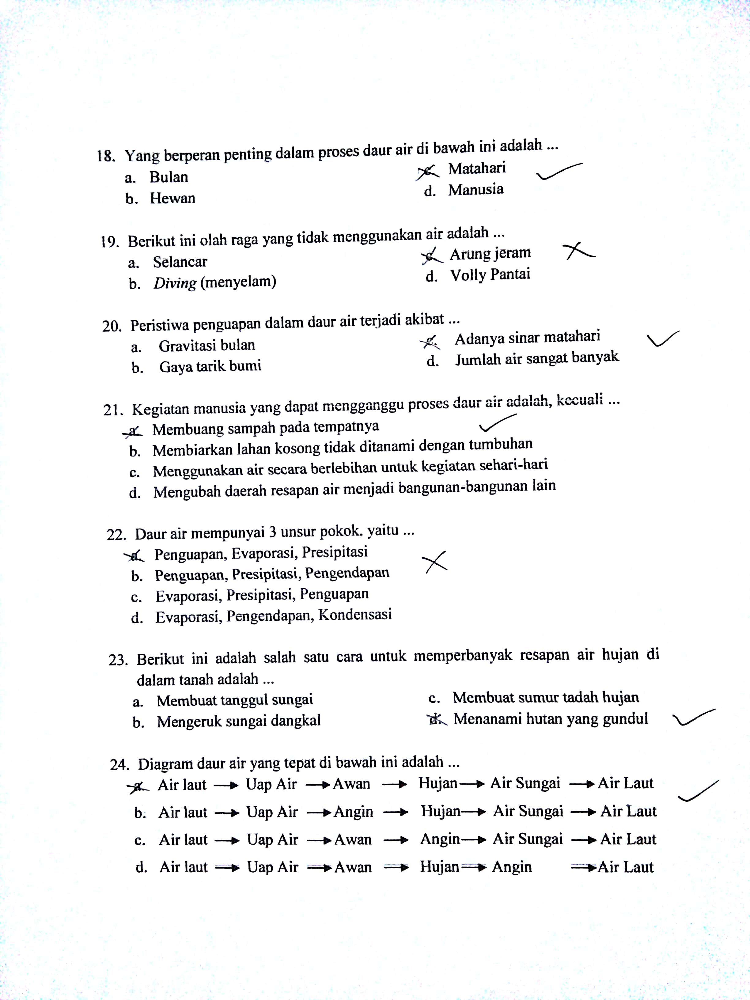 18. Yang berperan penting dalam proses daur air di bawah ini adalah ...
a. Bulan
c. Matahari
b. Hewan
d. Manusia
19. Berikut ini olah raga yang tidak menggunakan air adalah ...
a. Selancar
c. Arung jeram
b. Diving (menyelam)
d. Volly Pantai
20. Peristiwa penguapan dalam daur air terjadi akibat ...
a. Gravitasi bulan
c. Adanya sinar matahari
b. Gaya tarik bumi
d. Jumlah air sangat banyak
21. Kegiatan manusia yang dapat mengganggu proses daur air adalah, kecuali ...
a. Membuang sampah pada tempatnya
b. Membiarkan lahan kosong tidak ditanami dengan tumbuhan
c. Menggunakan air secara berlebihan untuk kegiatan sehari-hari
d. Mengubah daerah resapan air menjadi bangunan-bangunan lain
22. Daur air mempunyai 3 unsur pokok. yaitu ...
a. Penguapan, Evaporasi, Presipitasi
b. Penguapan, Presipitasi, Pengendapan
c. Evaporasi, Presipitasi, Penguapan
d. Evaporasi, Pengendapan, Kondensasi
23. Berikut ini adalah salah satu cara untuk memperbanyak resapan air hujan di
dalam tanah adalah ...
a. Membuat tanggul sungai
c. Membuat sumur tadah hujan
b. Mengeruk sungai dangkal
d. Menanami hutan yang gundul
24. Diagram daur air yang tepat di bawah ini adalah ...
a. Air laut → Uap Air → Awan → Hujan → Air Sungai → Air Laut
b. Air laut → Uap Air → Angin → Hujan → Air Sungai → Air Laut
c. Air laut → Uap Air → Awan → Angin → Air Sungai → Air Laut
d. Air laut → Uap Air → Awan → Hujan → Angin → Air Laut